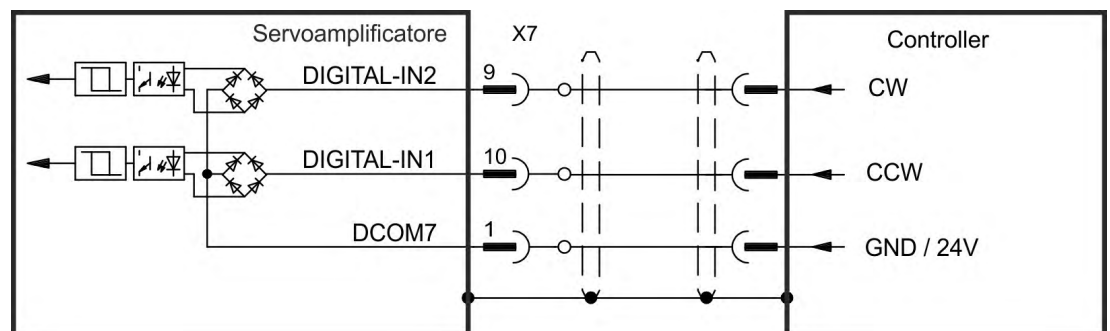 Servoamplificatore
X7
Controller
DIGITAL-IN2
9
CW
DIGITAL-IN1
10
CCW
DCOM7
1
GND / 24V